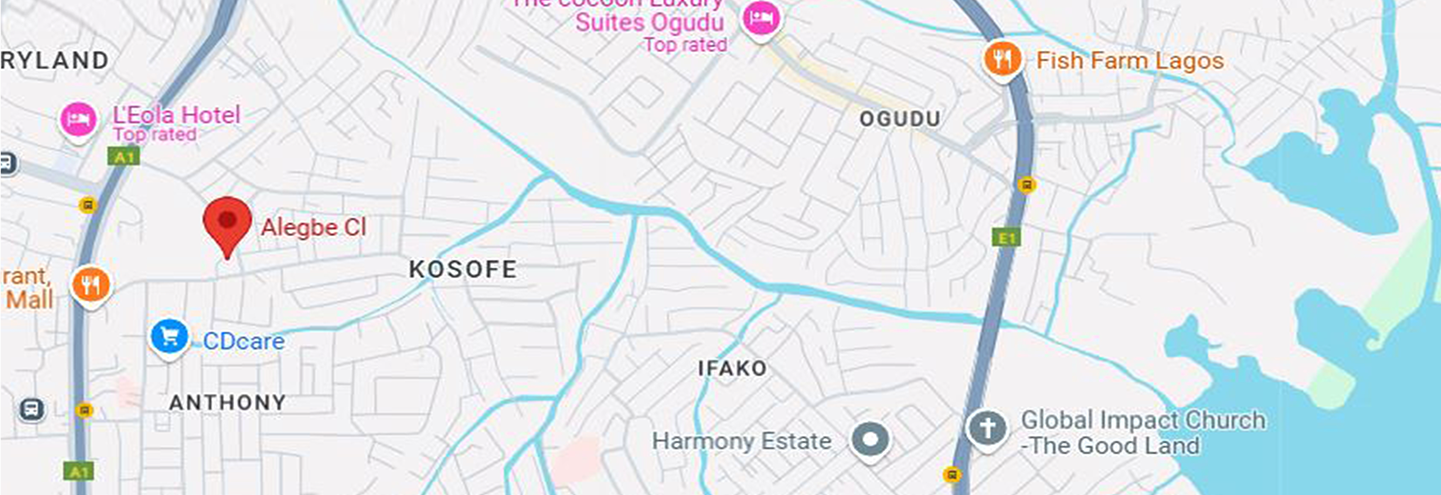 The Cocoon Luxury
Suites Ogudu
Top rated
RYLAND
Fish Farm Lagos
L'Eola Hotel
Top rated
OGUDU
A1
Alegbe Cl
E1
KOSOFE
rant,
Mall
CDcare
IFAKO
ANTHONY
Global Impact Church
-The Good Land
Harmony Estate
A1